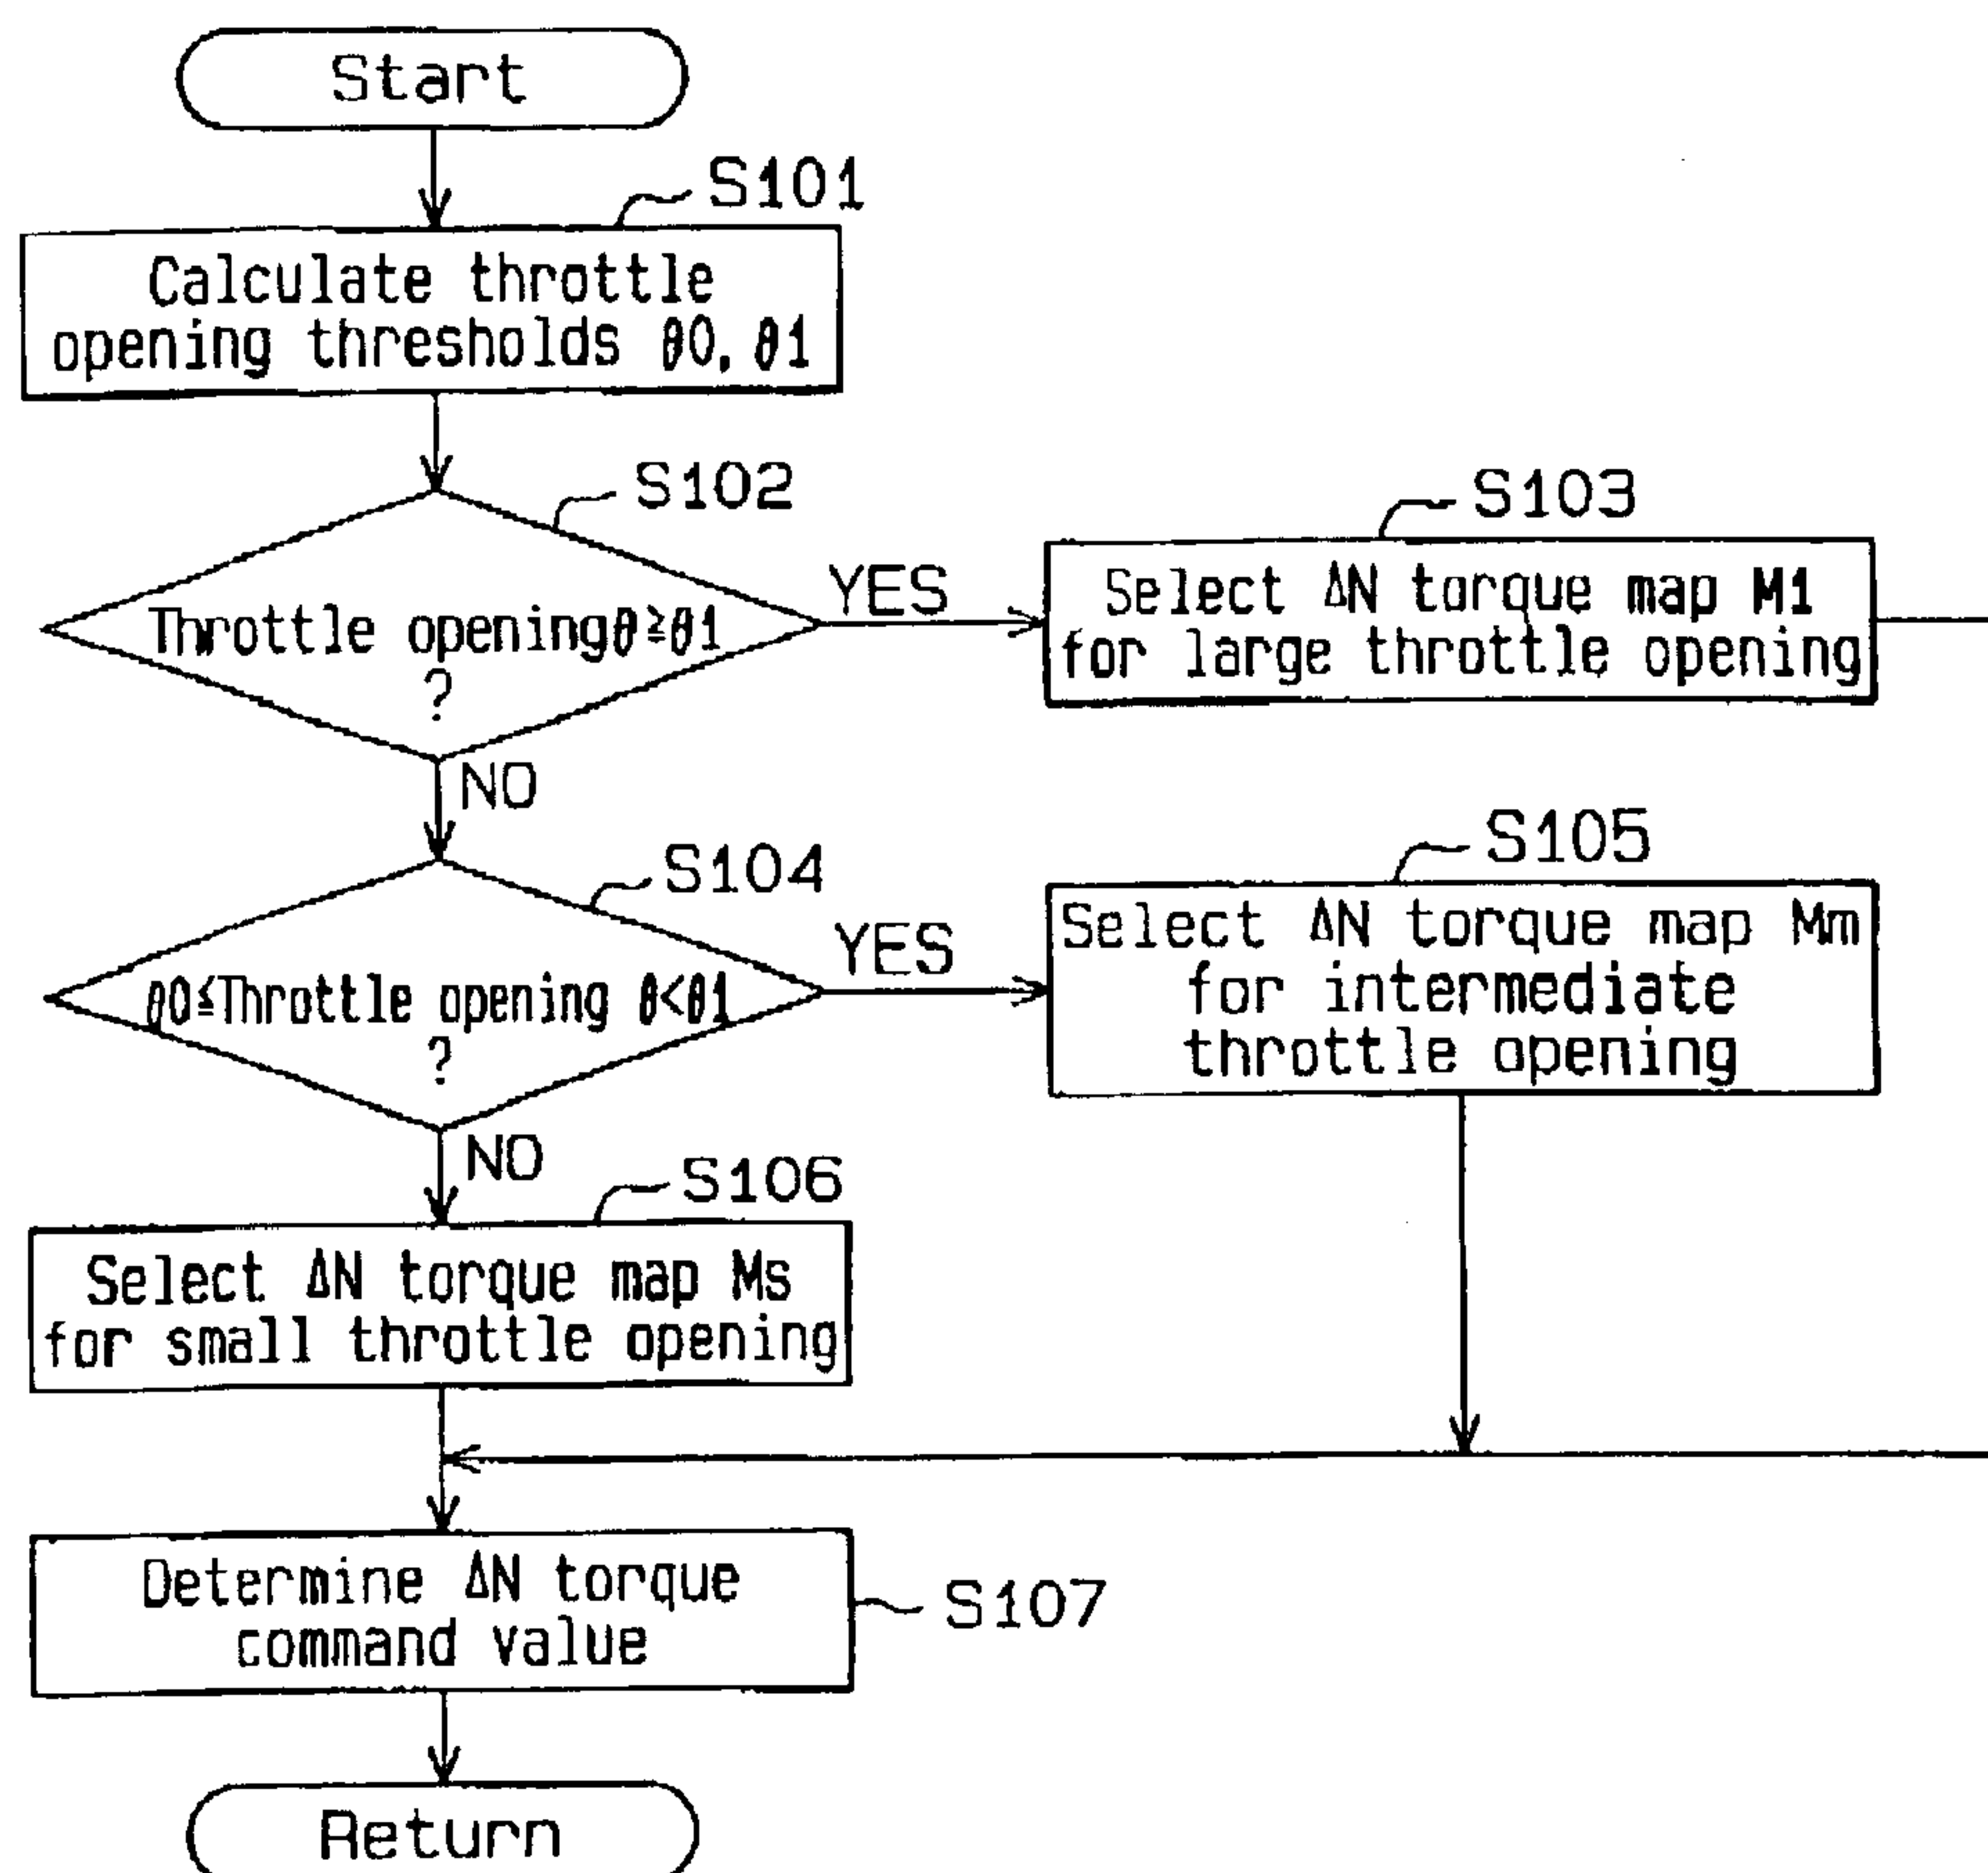 Start
S101
Calculate throttle
opening thresholds θ0, θ1
S102
Throttle openingθ≧θ1
?
YES
S103
Select ΔN torque map M1
for large throttle opening
NO
S104
θ0≦Throttle opening θ<θ1
?
YES
S105
Select ΔN torque map Mm
for intermediate
throttle opening
NO
S106
Select ΔN torque map Ms
for small throttle opening
Determine ΔN torque
command value
S107
Return